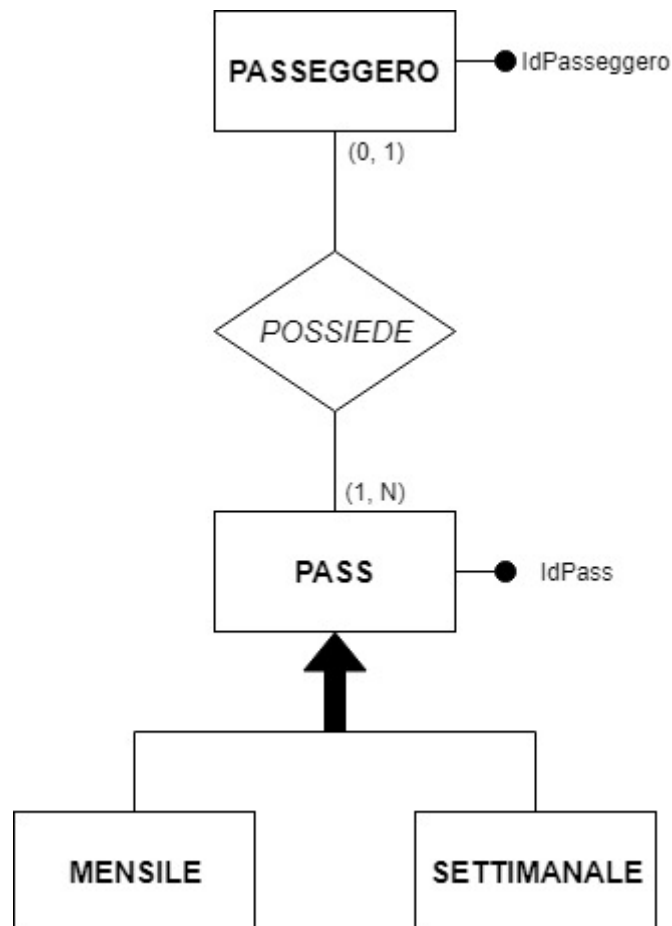 PASSEGGERO
IdPasseggero
(0, 1)
POSSIEDE
(1, N)
PASS
IdPass
MENSILE
SETTIMANALE